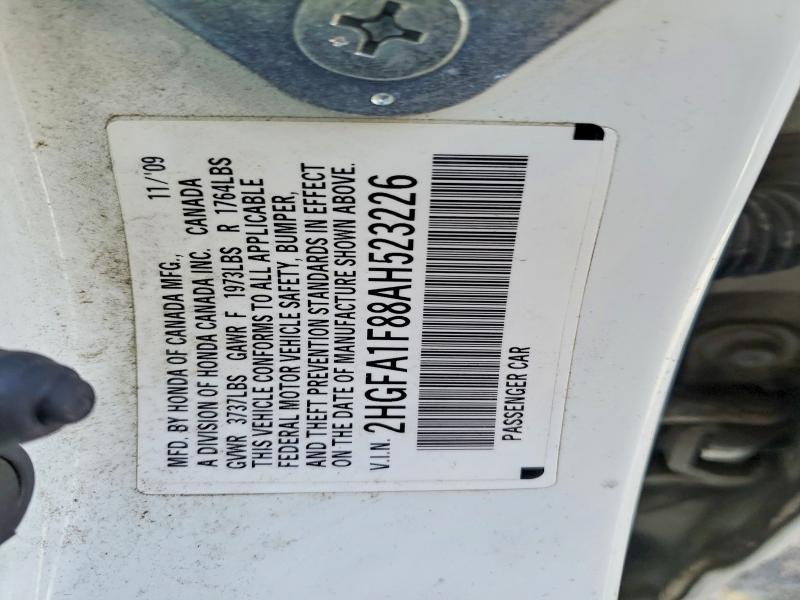 MFD. BY HONDA OF CANADA MFG., 11/'09
A DIVISION OF HONDA CANADA INC. CANADA
GVWR 3737LBS GAWR F 1973LBS R 1764LBS
THIS VEHICLE CONFORMS TO ALL APPLICABLE
FEDERAL MOTOR VEHICLE SAFETY, BUMPER,
AND THEFT PREVENTION STANDARDS IN EFFECT
ON THE DATE OF MANUFACTURE SHOWN ABOVE.
V.I.N. 2HGFA1F88AH523226
PASSENGER CAR